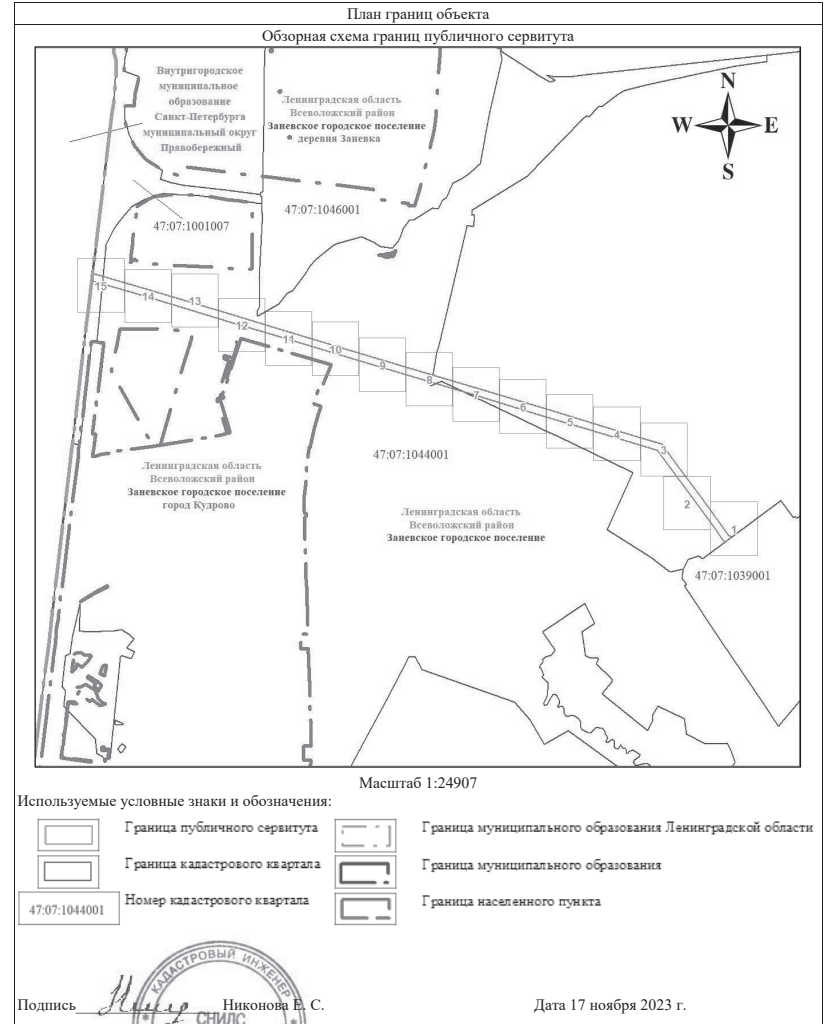 План границ объекта
Обзорная схема границ публичного сервитута
Внутригородское
муниципальное
образование
Санкт-Петербурга
муниципальный округ
Правобережный
Ленинградская область
Всеволожский район
Заневское городское поселение
деревня Заневка
N
W E
S
47:07:1046001
47:07:1001007
15
14
13
12
11
10
9
8
7
6
5
4
3
2
1
47:07:1044001
Ленинградская область
Всеволожский район
Заневское городское поселение
город Кудрово
Ленинградская область
Всеволожский район
Заневское городское поселение
47:07:1039001
Масштаб 1:24907
Используемые условные знаки и обозначения:
Граница публичного сервитута
Граница муниципального образования Ленинградской области
Граница кадастрового квартала
Граница муниципального образования
47:07:1044001 Номер кадастрового квартала
Граница населенного пункта
КАДАСТРОВЫЙ ИНЖЕНЕР
Подпись Никонова Е. С. Дата 17 ноября 2023 г.
СНИЛС